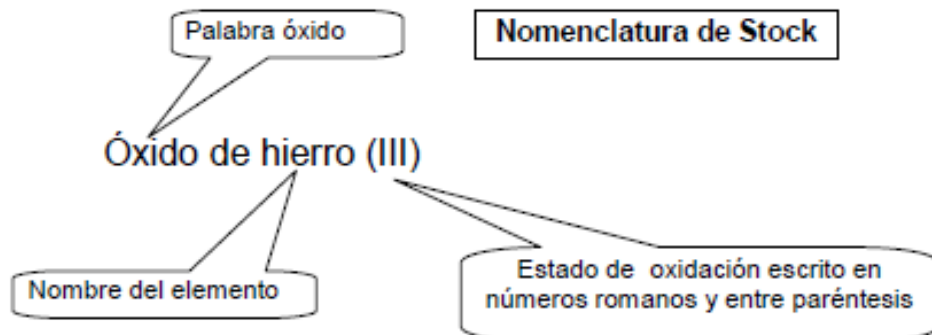 Palabra óxido
Nomenclatura de Stock
Óxido de hierro (III)
Nombre del elemento
Estado de oxidación escrito en
números romanos y entre paréntesis